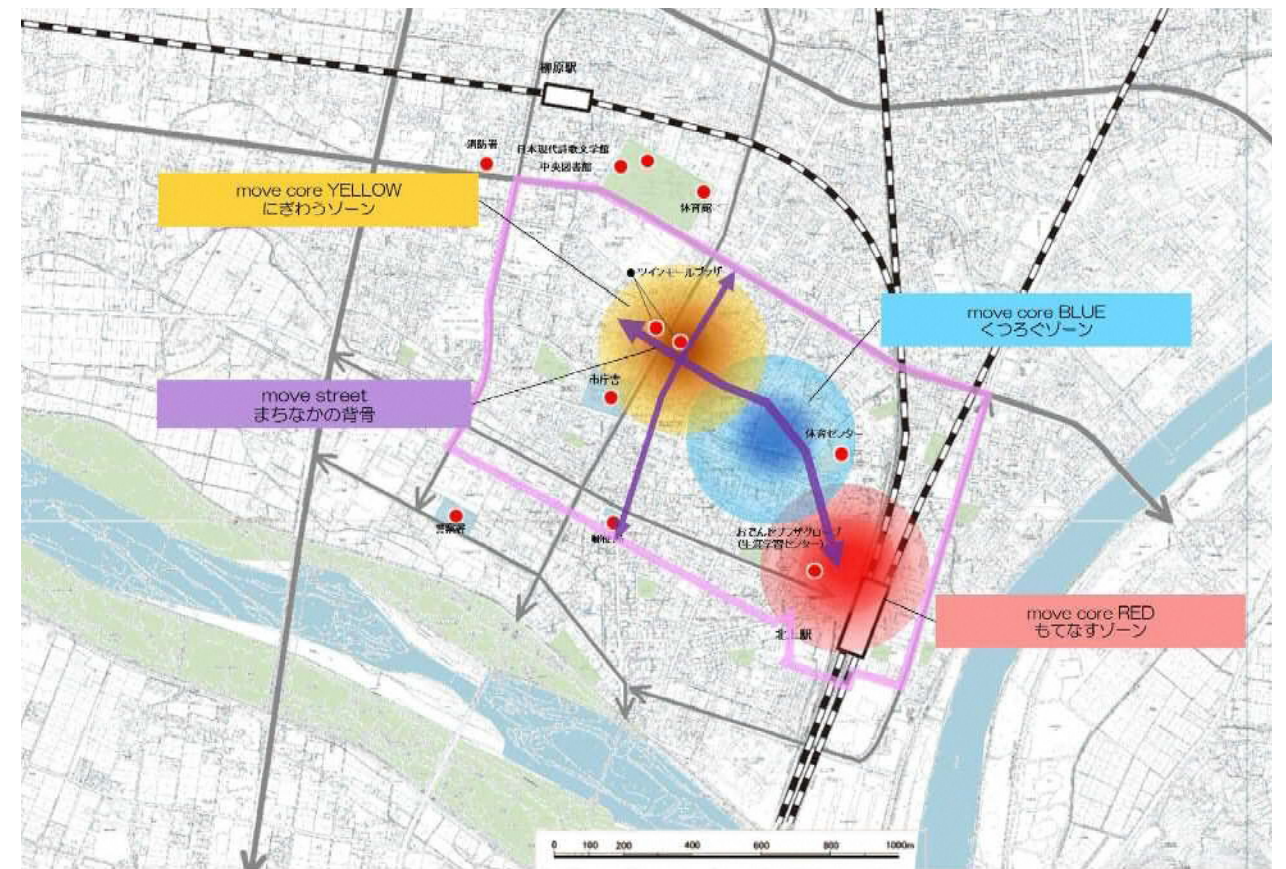 柳原駅
消防署
日本現代詩歌文学館
中央図書館
体育館
move core YELLOW
にぎわうゾーン
ツインモールプラザ
move core BLUE
くつろぐゾーン
move street
まちなかの背骨
市庁舎
体育センター
警察署
おでんせプラザぐろーぶ
(生涯学習センター)
move core RED
もてなすゾーン
北上駅
0 100 200 400 600 800 1000m